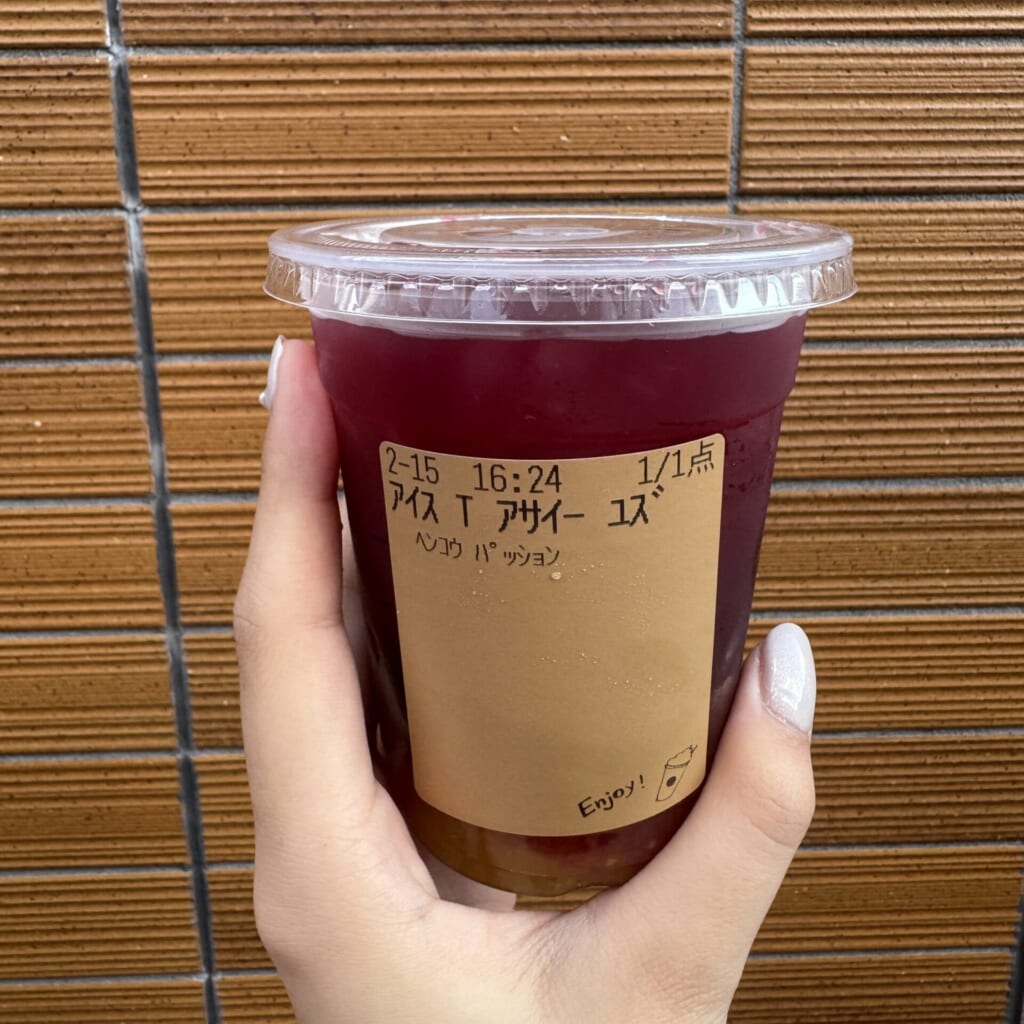 2-15 16:24 1/1点
アイス T アサイー ユズ
ヘンコウ パッション
Enjoy!